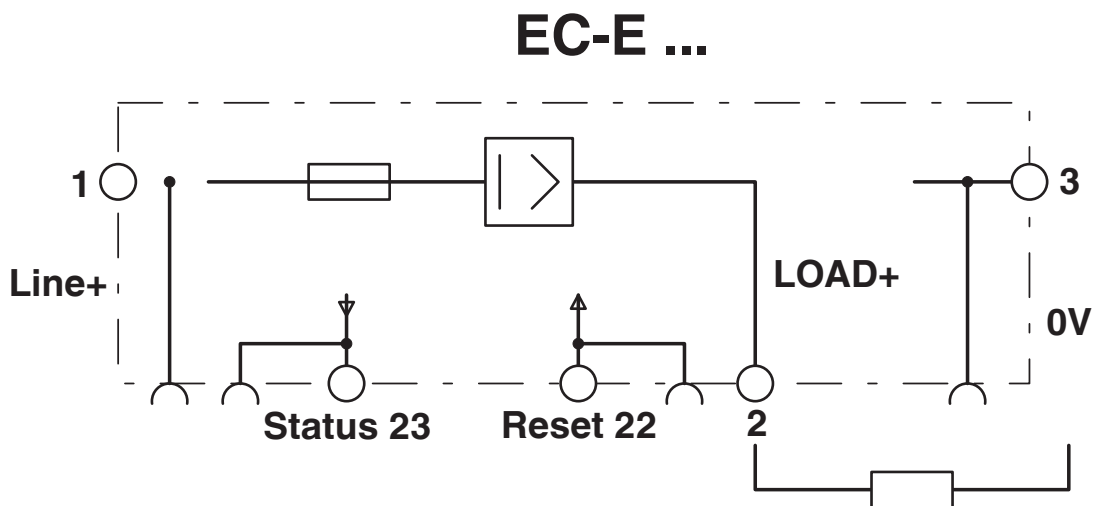 EC-E ...
1
3
Line+
LOAD+
0V
Status 23
Reset 22
2